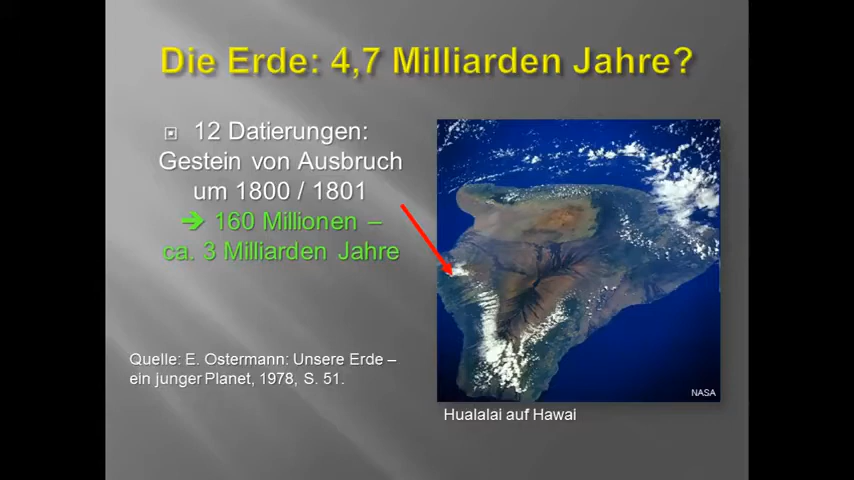 Die Erde: 4,7 Milliarden Jahre?
12 Datierungen:
Gestein von Ausbruch
um 1800 / 1801
➔ 160 Millionen –
ca. 3 Milliarden Jahre
Quelle: E. Ostermann: Unsere Erde –
ein junger Planet, 1978, S. 51.
NASA
Hualalai auf Hawai